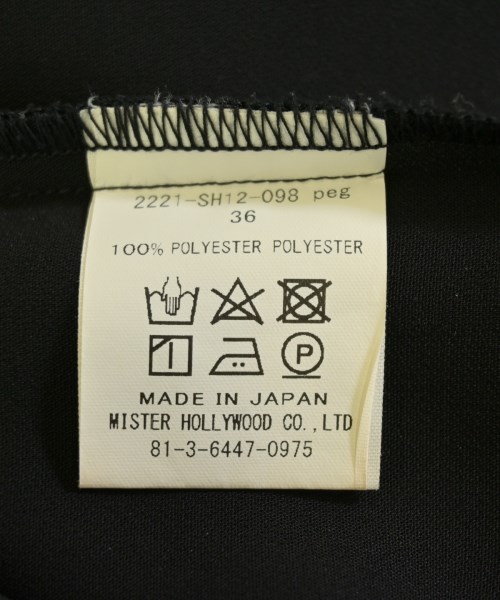 2221-SH12-098 peg
36
100% POLYESTER POLYESTER
P
MADE IN JAPAN
MISTER HOLLYWOOD CO.,LTD
81-3-6447-0975